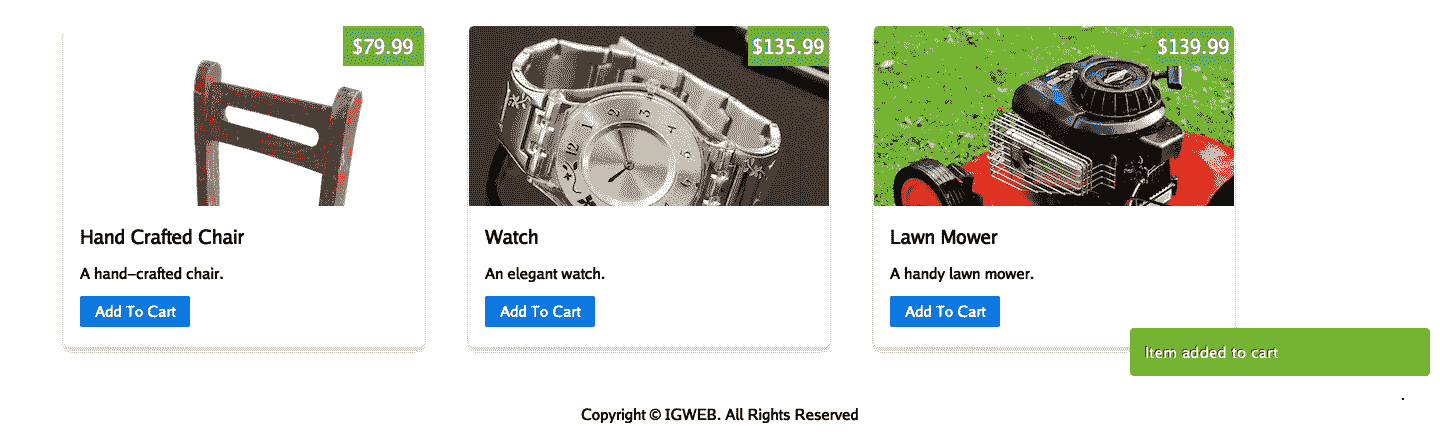 $79.99
$135.99
$139.99
Hand Crafted Chair
Watch
Lawn Mower
A hand-crafted chair.
An elegant watch.
A handy lawn mower.
Add To Cart
Add To Cart
Add To Cart
Item added to cart
Copyright © IGWEB. All Rights Reserved